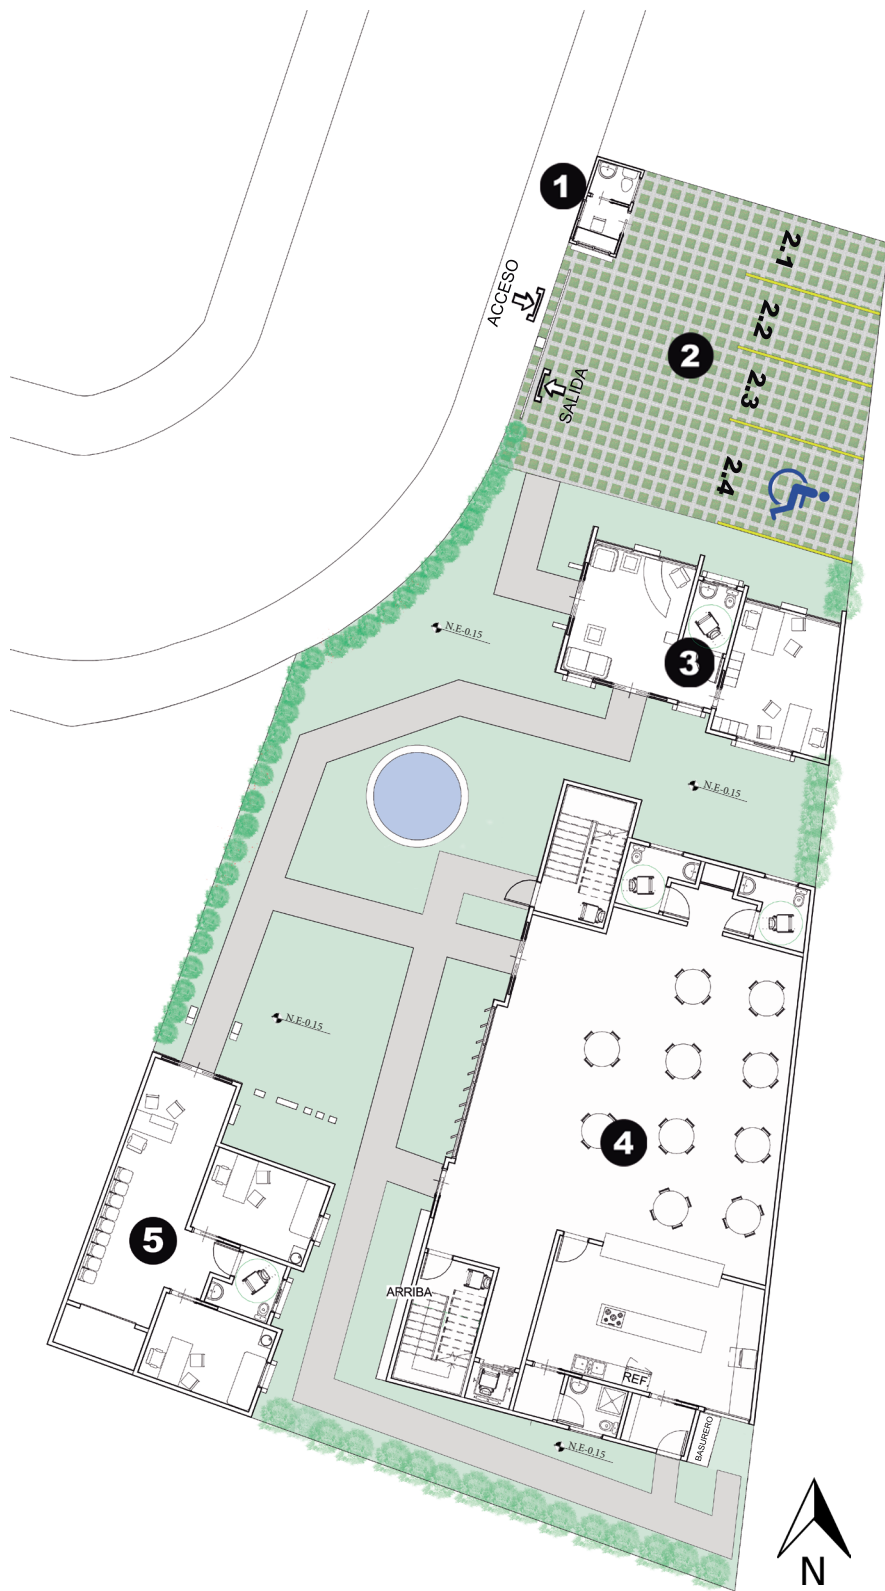 1
2.1
ACCESO
2.2
2
2.3
SALIDA
2.4
N.E-0.15
3
N.E-0.15
N.E-0.15
4
5
ARRIBA
REF.
BASURERO
N.E-0.15
N